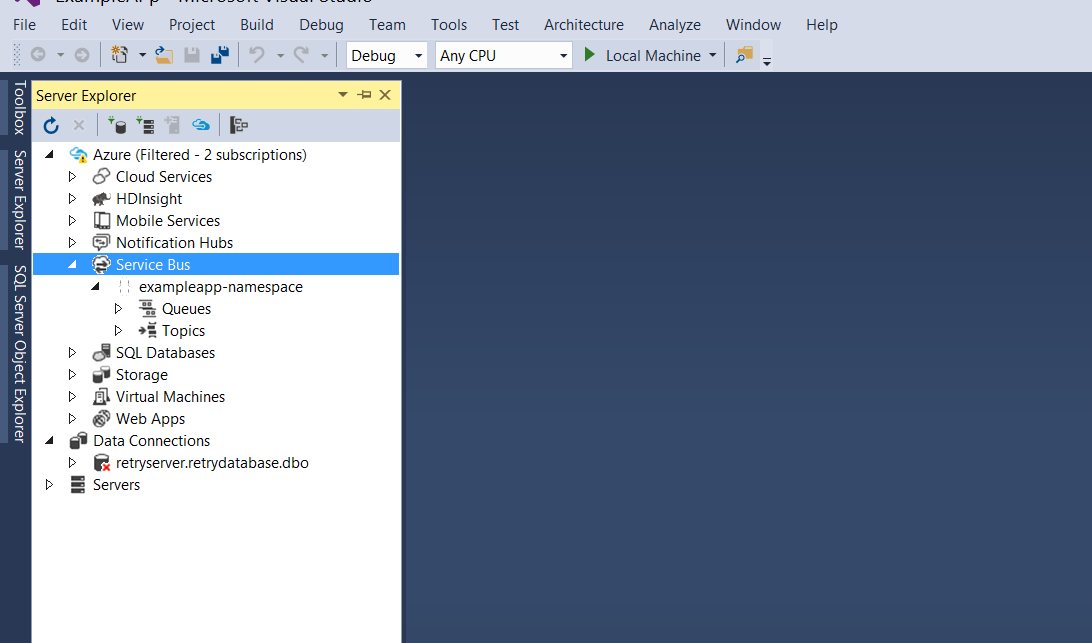 ExampleApp - Microsoft Visual Studio
File Edit View Project Build Debug Team Tools Test Architecture Analyze Window Help
Debug Any CPU Local Machine
Toolbox
Server Explorer
SQL Server Object Explorer
Server Explorer
Azure (Filtered - 2 subscriptions)
Cloud Services
HDInsight
Mobile Services
Notification Hubs
Service Bus
exampleapp-namespace
Queues
Topics
SQL Databases
Storage
Virtual Machines
Web Apps
Data Connections
retryserver.retrydatabase.dbo
Servers